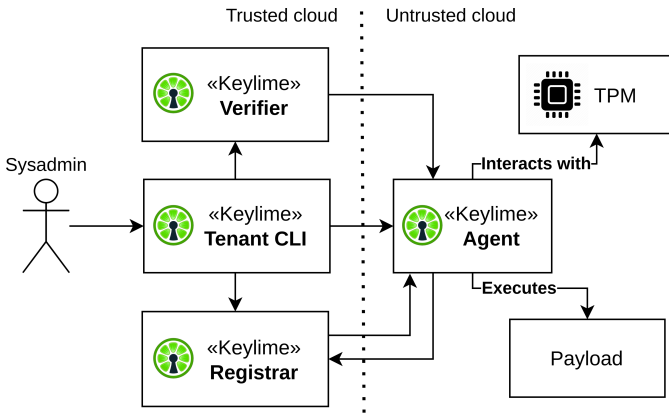 Trusted cloud
Untrusted cloud
«Keylime»
Verifier
TPM
Sysadmin
Interacts with
«Keylime»
Tenant CLI
«Keylime»
Agent
Executes
«Keylime»
Registrar
Payload